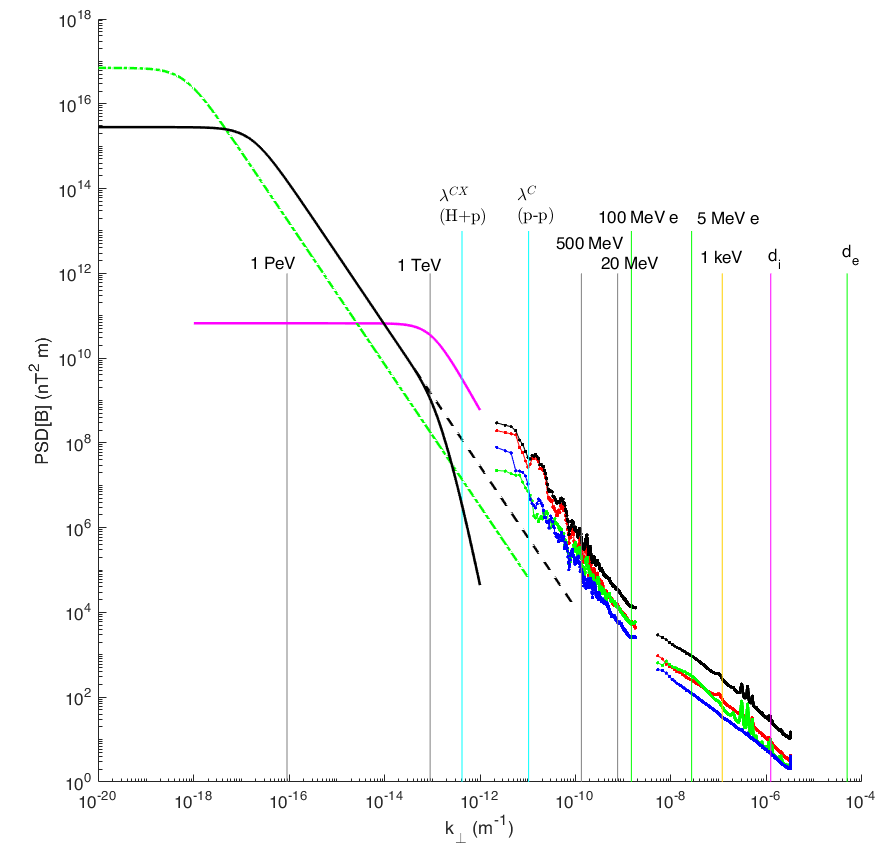 10^18
10^16
10^14
10^12
10^10
10^8
10^6
10^4
10^2
10^0
PSD[B] (nT^2 m)
λ^CX
(H+p)
λ^C
(p-p)
100 MeV e
5 MeV e
500 MeV
20 MeV
1 keV
d_i
d_e
1 PeV
1 TeV
10^-20
10^-18
10^-16
10^-14
10^-12
10^-10
10^-8
10^-6
10^-4
k_⊥ (m^-1)